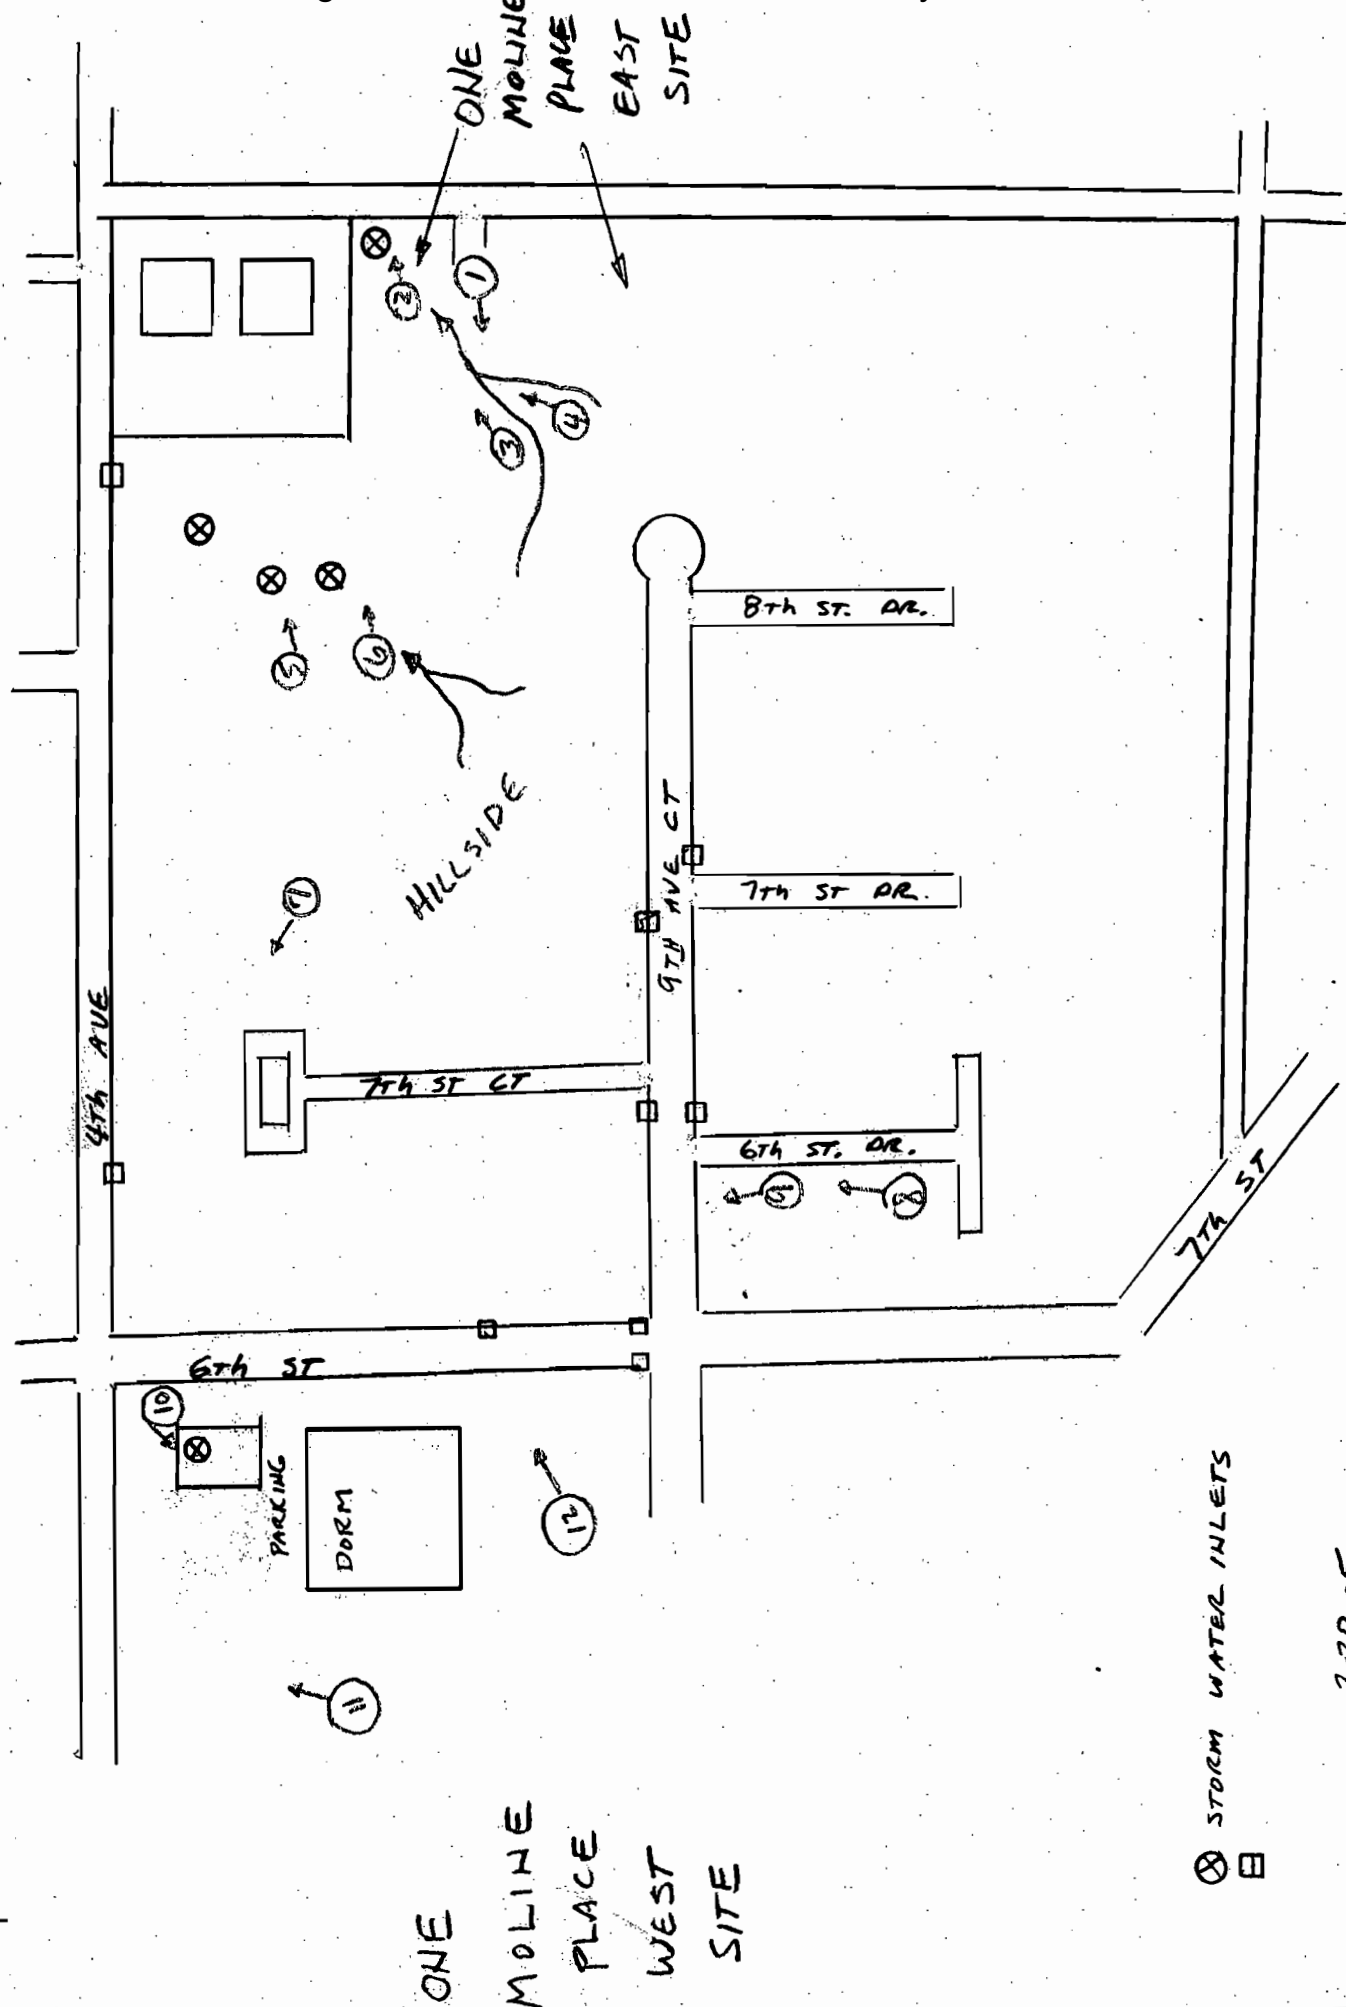 ONE
MOLINE
PLACE
EAST
SITE
2
1
3
4
8TH ST. DR.
5
6
HILLSIDE
7
9TH AVE CT
7TH ST DR.
4TH AVE
7TH ST CT
6TH ST. DR.
9
8
7TH ST
6TH ST
10
PARKING
DORM
12
11
ONE
MOLINE
PLACE
WEST
SITE
STORM WATER INLETS